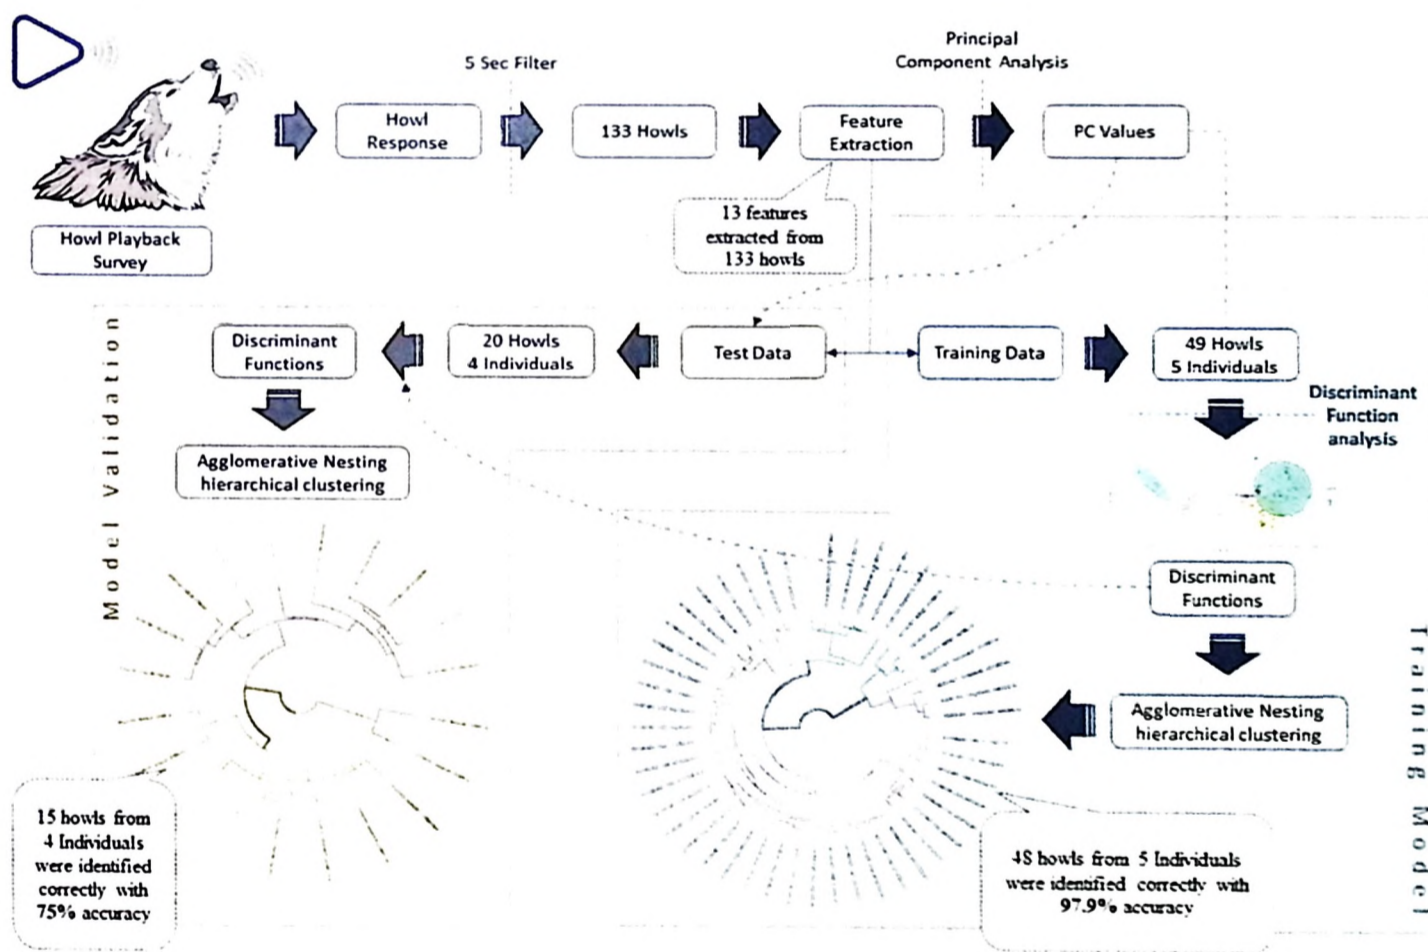 5 Sec Filter
Principal
Component Analysis
Howl
Response
133 Howls
Feature
Extraction
PC Values
Howl Playback
Survey
13 features
extracted from
133 howls
Model Validation
Discriminant
Functions
20 Howls
4 Individuals
Test Data
Training Data
49 Howls
5 Individuals
Discriminant
Function
analysis
Agglomerative Nesting
hierarchical clustering
Discriminant
Functions
Agglomerative Nesting
hierarchical clustering
Training Model
15 howls from
4 Individuals
were identified
correctly with
75% accuracy
48 howls from 5 Individuals
were identified correctly with
97.9% accuracy